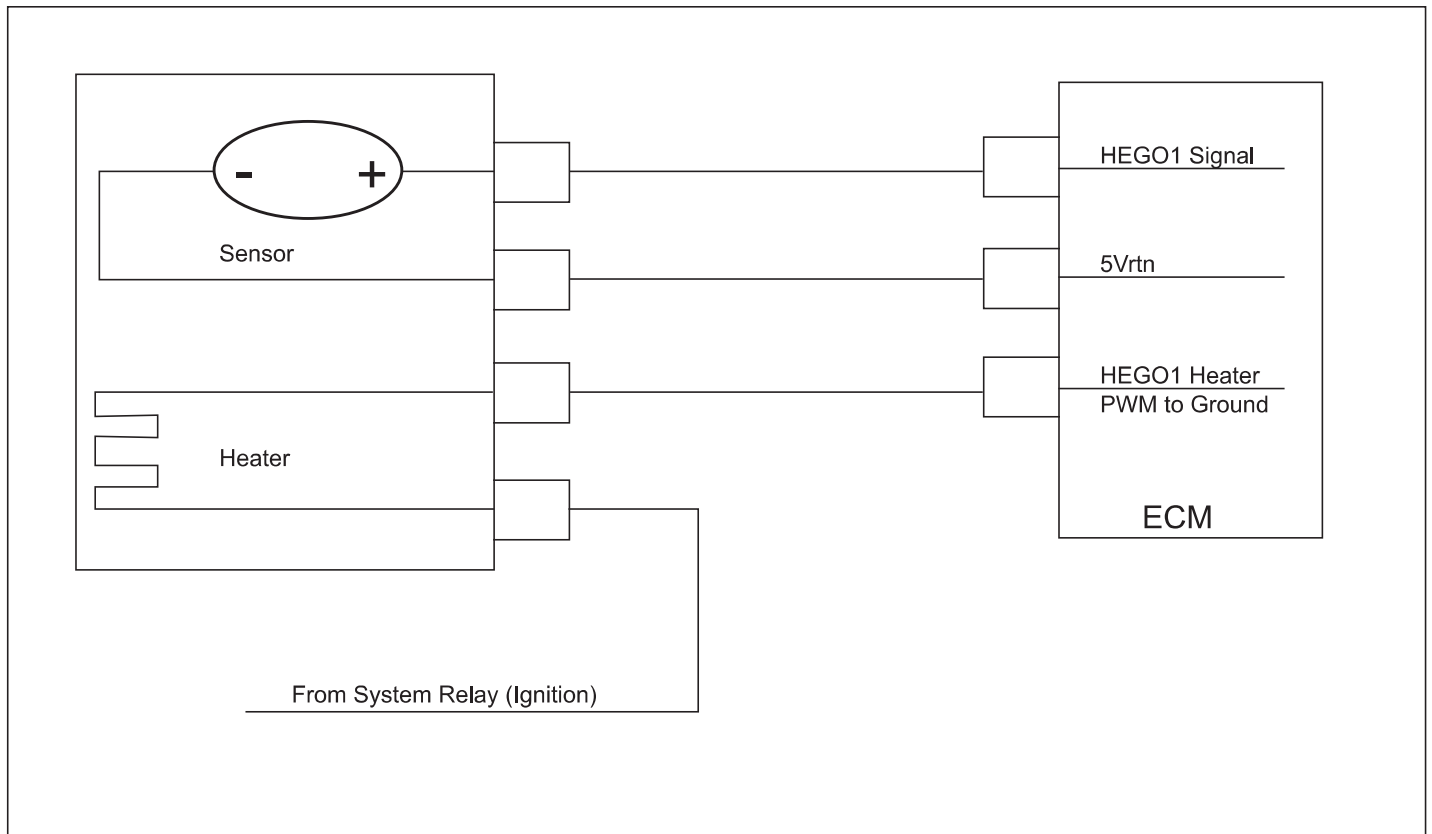 -
+
Sensor
Heater
From System Relay (Ignition)
HEGO1 Signal
5Vrtn
HEGO1 Heater
PWM to Ground
ECM